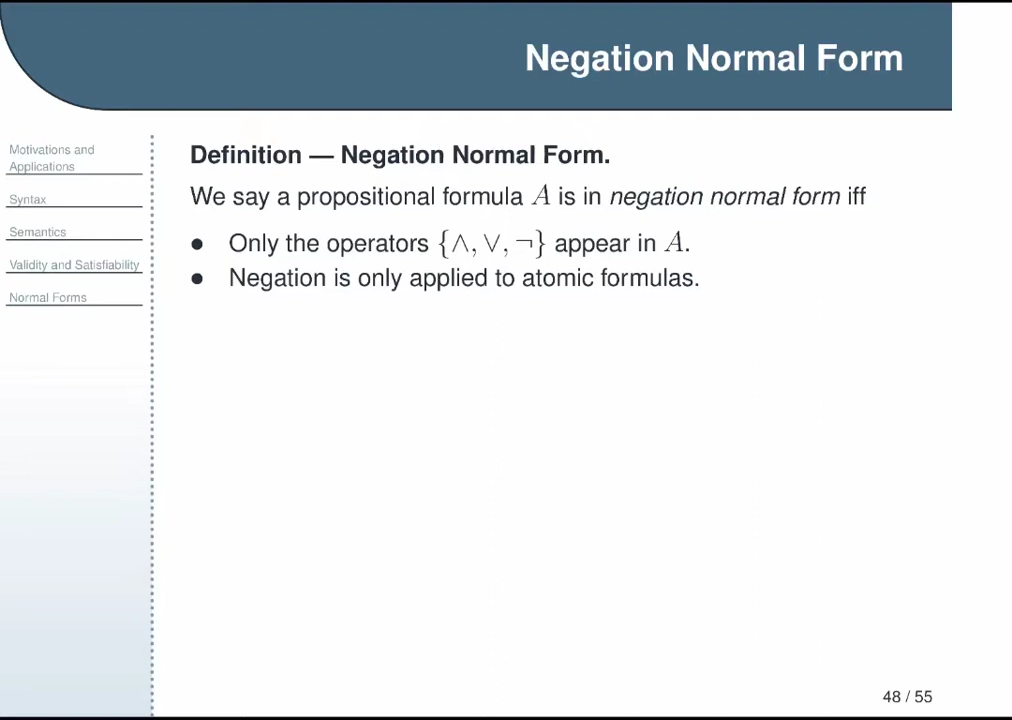 Negation Normal Form
Motivations and
Applications
Syntax
Semantics
Validity and Satisfiability
Normal Forms
Definition — Negation Normal Form.
We say a propositional formula A is in negation normal form iff
● Only the operators {∧, ∨, ¬} appear in A.
● Negation is only applied to atomic formulas.
48 / 55